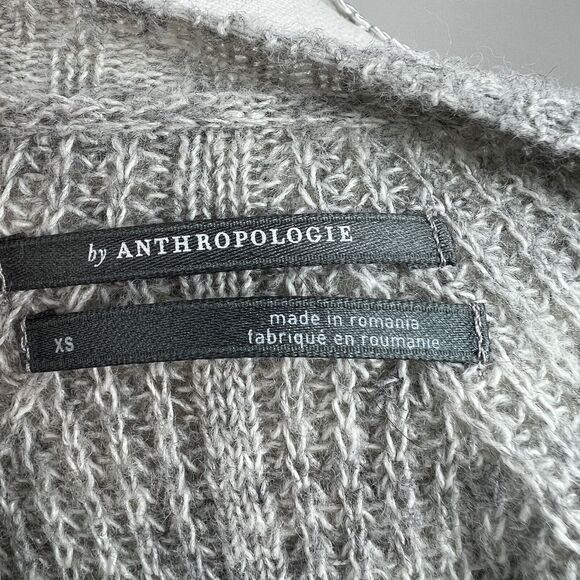 by ANTHROPOLOGIE
XS
made in romania
fabriqué en roumanie